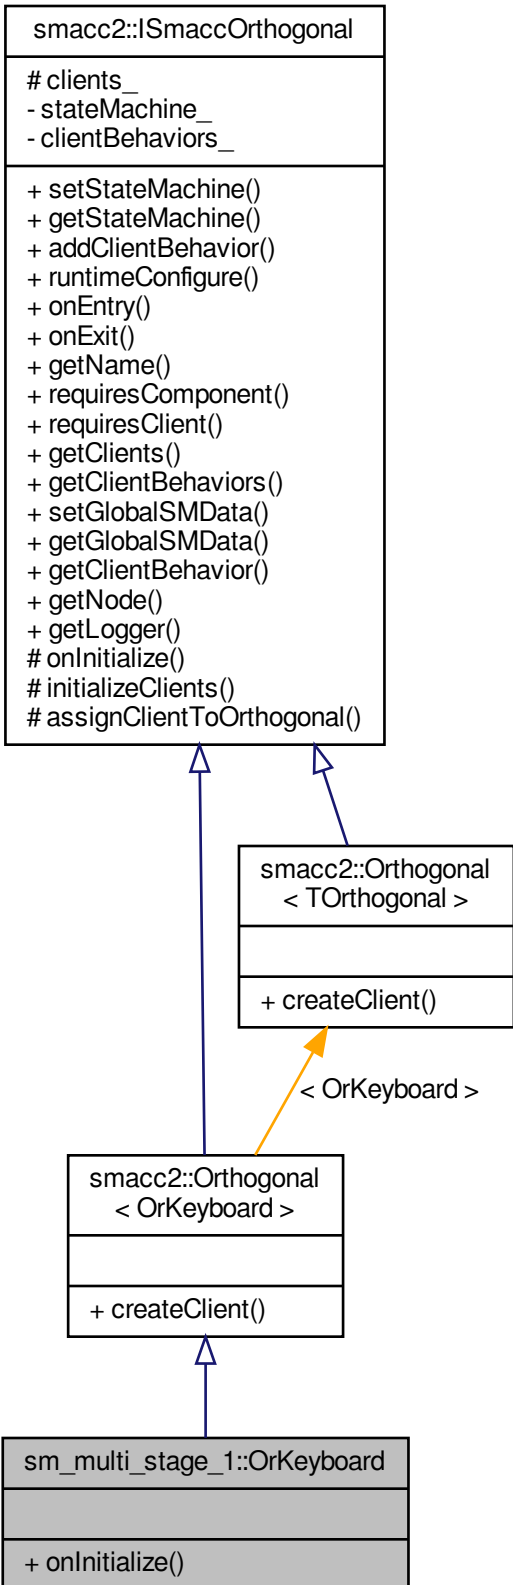 smacc2::ISmaccOrthogonal
# clients_
- stateMachine_
- clientBehaviors_
+ setStateMachine()
+ getStateMachine()
+ addClientBehavior()
+ runtimeConfigure()
+ onEntry()
+ onExit()
+ getName()
+ requiresComponent()
+ requiresClient()
+ getClients()
+ getClientBehaviors()
+ setGlobalSMData()
+ getGlobalSMData()
+ getClientBehavior()
+ getNode()
+ getLogger()
# onInitialize()
# initializeClients()
# assignClientToOrthogonal()
smacc2::Orthogonal
< TOrthogonal >
+ createClient()
< OrKeyboard >
smacc2::Orthogonal
< OrKeyboard >
+ createClient()
sm_multi_stage_1::OrKeyboard
+ onInitialize()